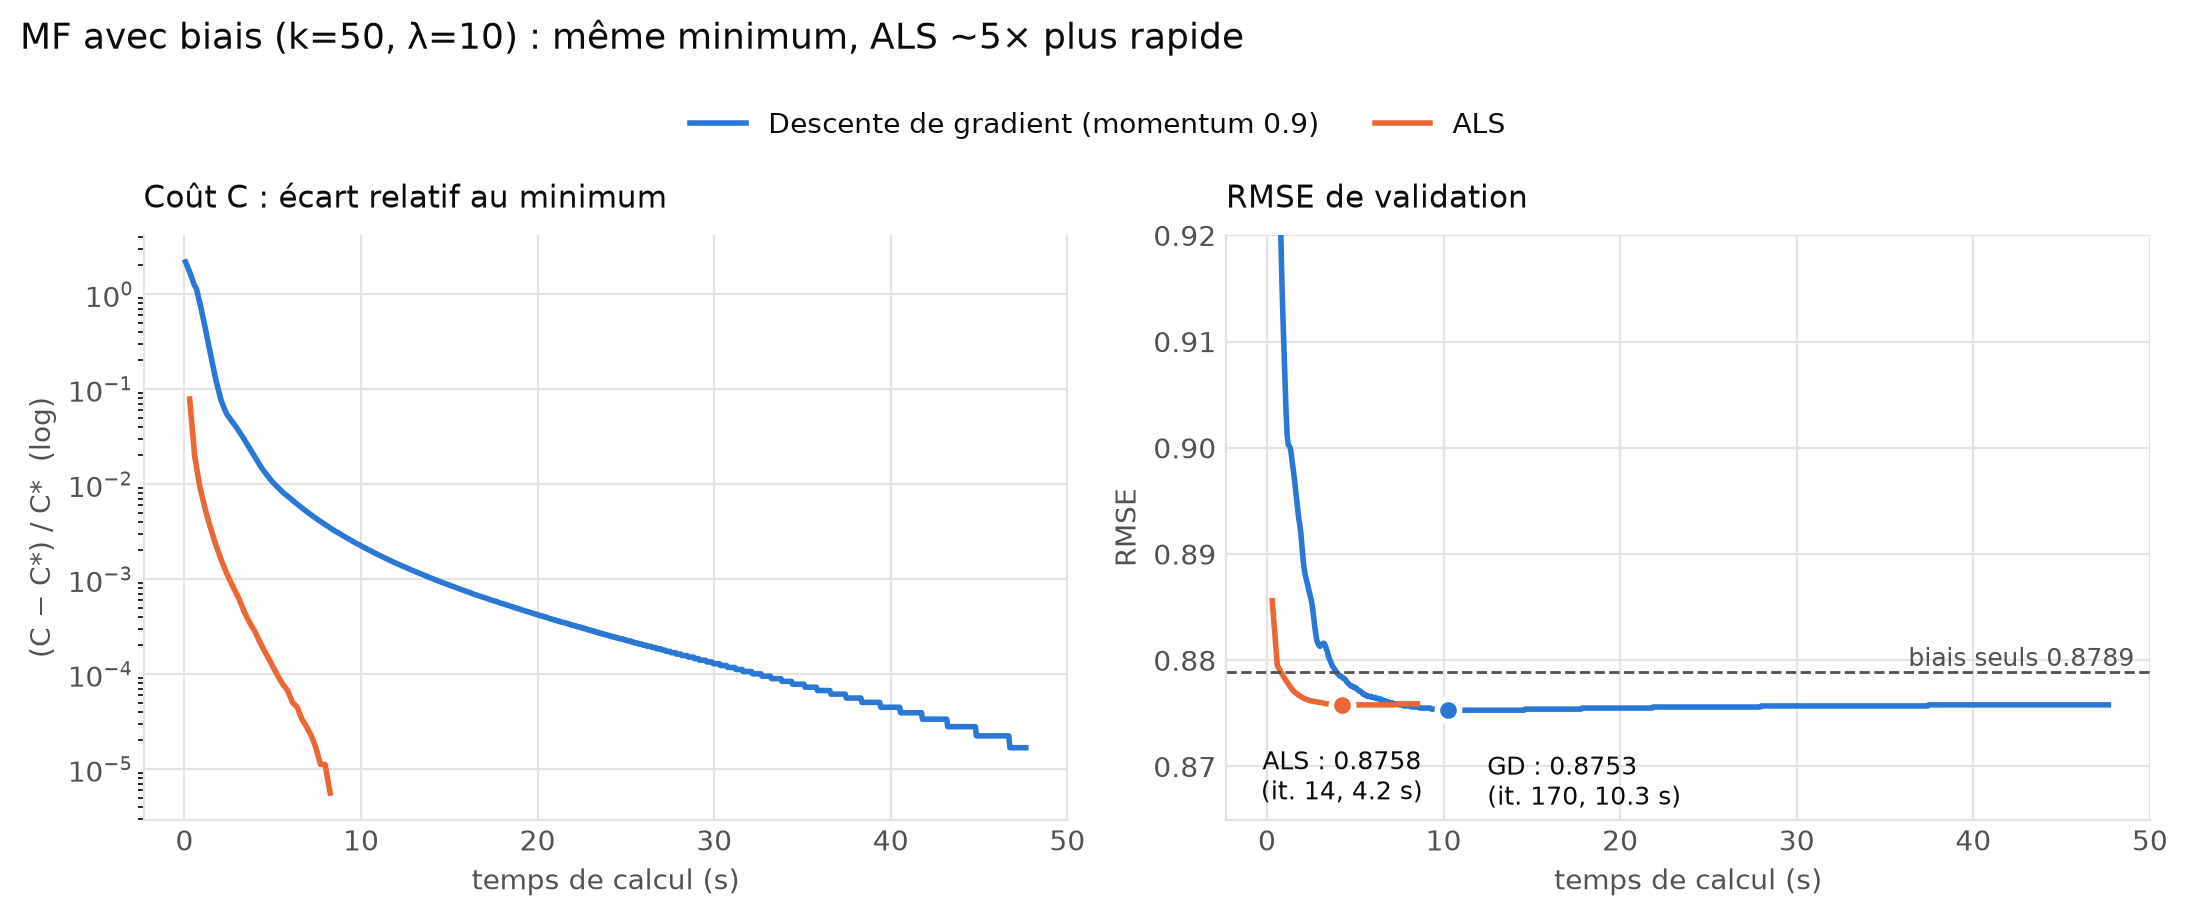 MF avec biais (k=50, λ=10) : même minimum, ALS ~5× plus rapide
Descente de gradient (momentum 0.9)
ALS
Coût C : écart relatif au minimum
(C − C*) / C* (log)
10⁰
10⁻¹
10⁻²
10⁻³
10⁻⁴
10⁻⁵
0 10 20 30 40 50
temps de calcul (s)
RMSE de validation
RMSE
0.92
0.91
0.90
0.89
0.88
0.87
biais seuls 0.8789
ALS : 0.8758
(it. 14, 4.2 s)
GD : 0.8753
(it. 170, 10.3 s)
0 10 20 30 40 50
temps de calcul (s)